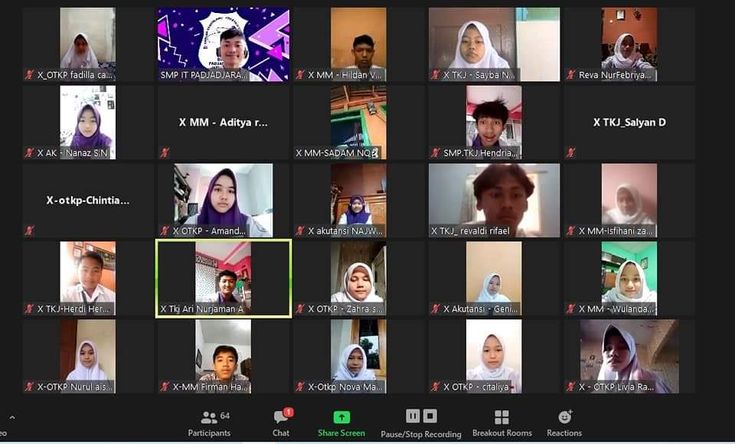 X_OTKP fadilla ca...
SMP IT PADJADJARA...
X MM - Hildan V...
X TKJ - Sayba N...
Reva NurFebriya...
X AK - Nanaz S.N
X MM - Aditya r...
X MM-SADAM NQ
SMP.TKJ.Hendria...
X TKJ_Salyan D
X-otkp-Chintia...
X OTKP - Amand...
X akutansi NAJW...
X TKJ_ revaldi rifael
X MM-Isfihani za...
X TKJ-Herdi Her...
X Tkj Ari Nurjaman A
X OTKP - Zahra s...
X Akutansi - Geni...
X MM - Wulanda...
X-OTKP Nurul ais...
X-MM Firman Ha...
X-Otkp Nova Ma...
X OTKP - citaliya
X - OTKP Livia Ra...
64
1
Participants
Chat
Share Screen
Pause/Stop Recording
Breakout Rooms
Reactions